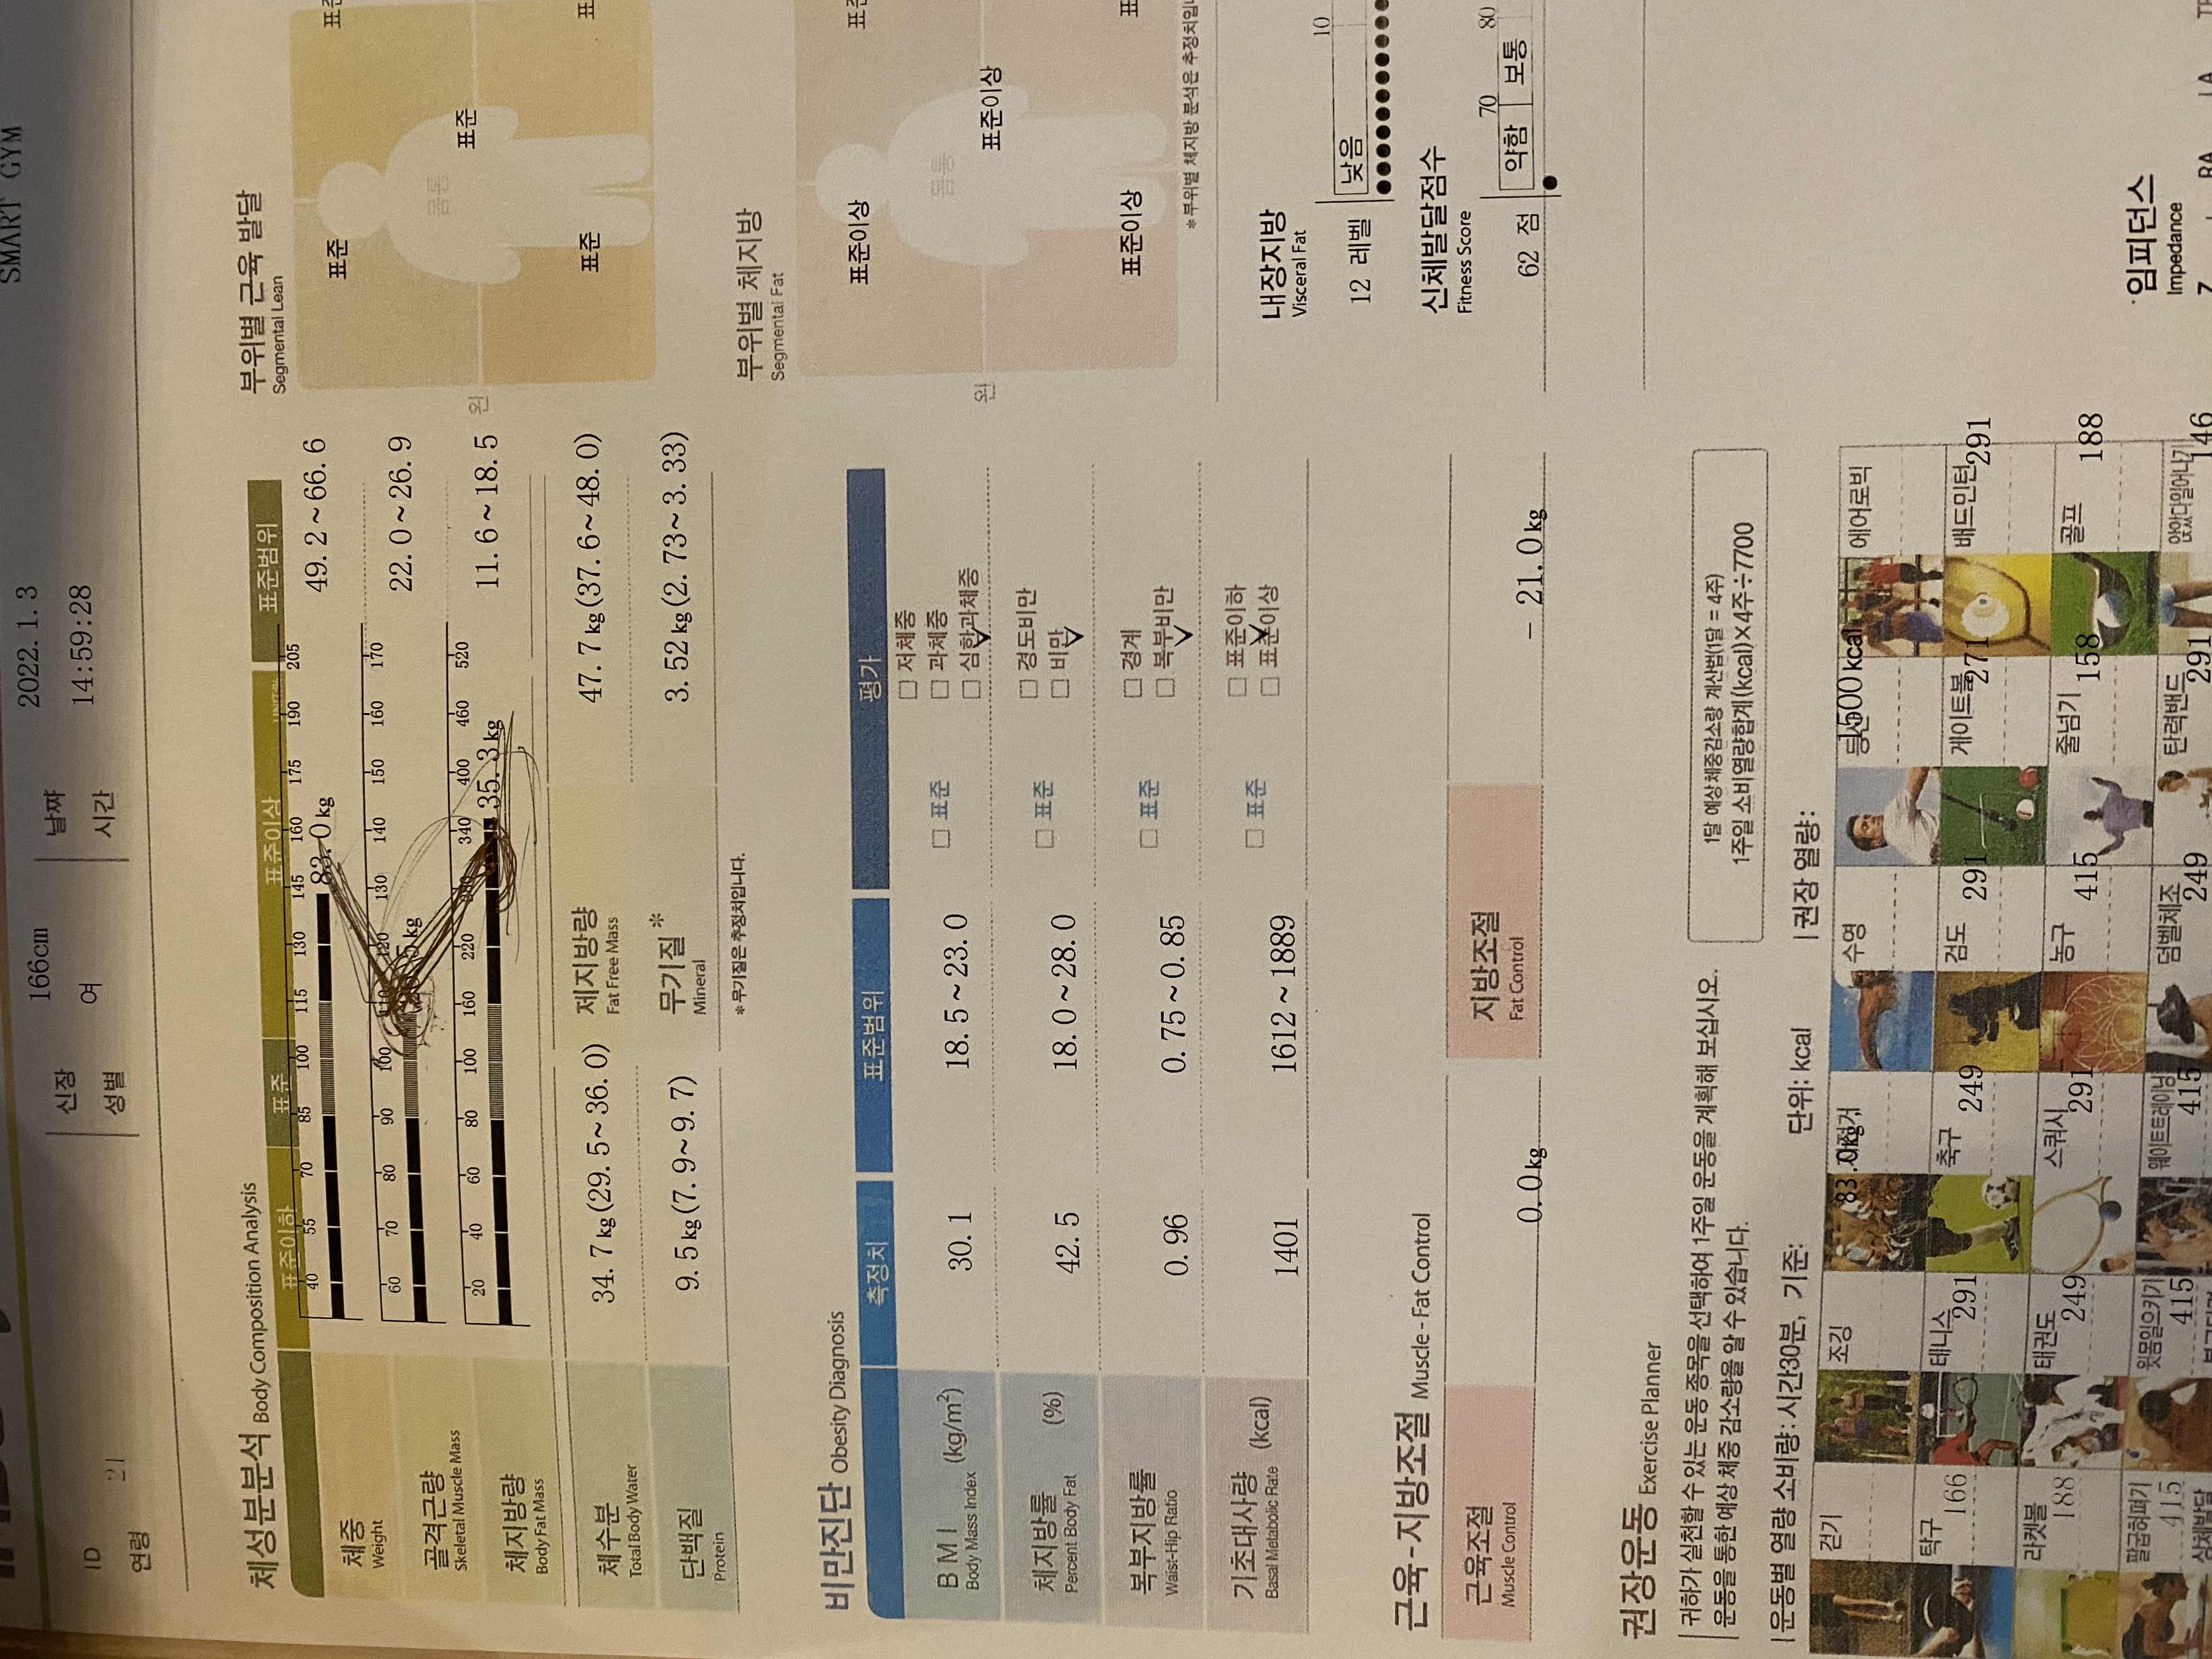 SMART GYM
ID
연령 21
신장 166cm
성별 여
날짜 2022. 1. 3
시간 14:59:28
체성분분석 Body Composition Analysis
표준이하 표준 표준이상 UNIT:% 표준범위
40 55 70 85 100 115 130 145 160 175 190 205
체중 83. 0 kg 49. 2~66. 6
Weight
60 70 80 90 100 110 120 130 140 150 160 170
골격근량 5 kg 22. 0~26. 9
Skeletal Muscle Mass
20 40 60 80 100 160 220 280 340 400 460 520
체지방량 35. 3 kg 11. 6~18. 5
Body Fat Mass
체수분 34. 7 kg (29. 5~36. 0) 제지방량 47. 7 kg (37. 6~48. 0)
Total Body Water Fat Free Mass
단백질 9. 5 kg (7. 9~ 9. 7) 무기질 * 3. 52 kg (2. 73~ 3. 33)
Protein Mineral
*무기질은 추정치입니다.
비만진단 Obesity Diagnosis
측정치 표준범위 평가
BMI (kg/m²) 30. 1 18. 5~23. 0 □ 표준 □ 저체중
Body Mass Index □ 과체중
□ 심한과체중
체지방률 (%) 42. 5 18. 0~28. 0 □ 표준 □ 경도비만
Percent Body Fat □ 비만
복부지방률 0. 96 0. 75~0. 85 □ 표준 □ 경계
Waist-Hip Ratio □ 복부비만
기초대사량 (kcal) 1401 1612~1889 □ 표준 □ 표준이하
Basal Metabolic Rate □ 표준이상
근육-지방조절 Muscle-Fat Control
근육조절 0. 0 kg 지방조절 - 21. 0 kg
Muscle Control Fat Control
권장운동 Exercise Planner
귀하가 실천할 수 있는 운동 종목을 선택하여 1주일 운동을 계획해 보십시오.
운동을 통한 예상 체중 감소량을 알 수 있습니다.
1달 예상 체중감소량 계산법(1달 = 4주)
1주일 소비열량합계(kcal)×4주÷7700
운동별 열량 소비량: 시간30분, 기준: 단위: kcal 권장 열량:
83. 0kg, 1500 kcal
걷기 조깅 자전거 수영 등산 에어로빅
탁구 테니스 축구 검도 게이트볼 배드민턴
166 291 249 291 271 291
라켓볼 태권도 스쿼시 농구 줄넘기 골프
188 249 291 415 158 188
팔굽혀펴기 윗몸일으키기 웨이트트레이닝 덤벨체조 탄력밴드 앉았다일어나기
415 415 415 249 291 146
상체발달
부위별 근육 발달
Segmental Lean
표준
몸통
표준
왼
표준
부위별 체지방
Segmental Fat
표준이상
몸통
왼 표준이상
표준이상
*부위별 체지방 분석은 추정치입
내장지방
Visceral Fat
10
12 레벨 낮음
신체발달점수
Fitness Score
70 80
62 점 약함 보통
임피던스
Impedance
Z RA LA